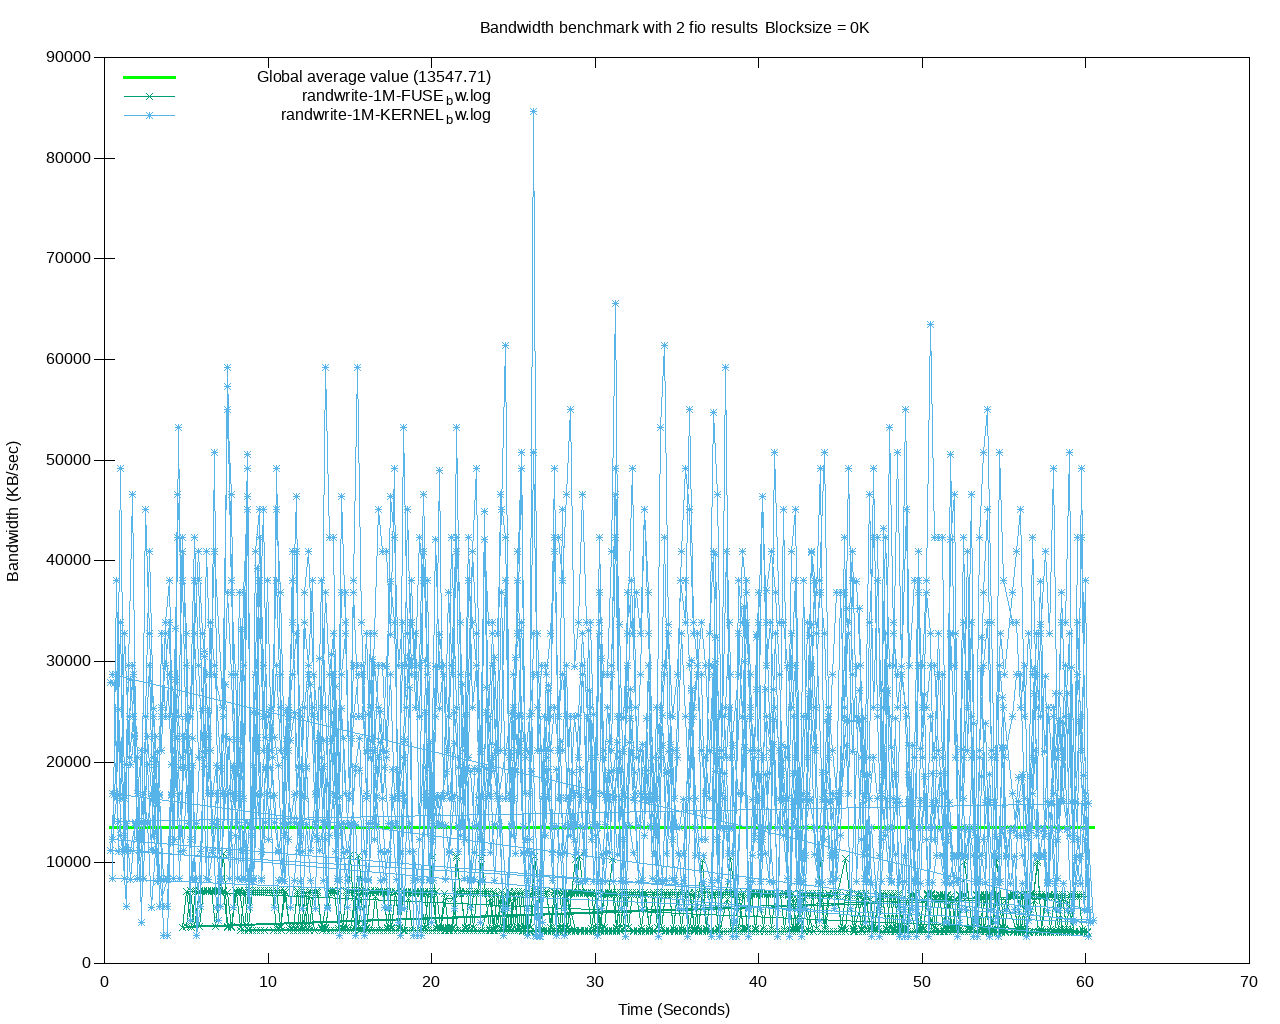 Bandwidth benchmark with 2 fio results Blocksize = 0K
90000
80000
70000
60000
50000
40000
30000
20000
10000
0
Global average value (13547.71)
randwrite-1M-FUSE_bw.log
randwrite-1M-KERNEL_bw.log
Bandwidth (KB/sec)
0 10 20 30 40 50 60 70
Time (Seconds)